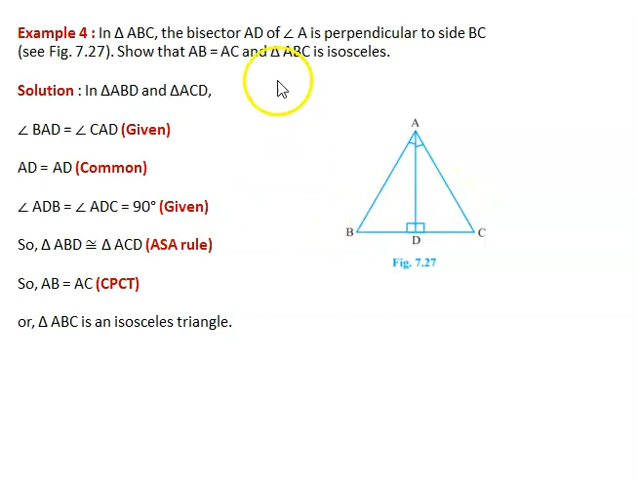 Example 4 : In Δ ABC, the bisector AD of ∠ A is perpendicular to side BC
(see Fig. 7.27). Show that AB = AC and Δ ABC is isosceles.
Solution : In ΔABD and ΔACD,
∠ BAD = ∠ CAD (Given)
AD = AD (Common)
∠ ADB = ∠ ADC = 90° (Given)
So, Δ ABD ≅ Δ ACD (ASA rule)
So, AB = AC (CPCT)
or, Δ ABC is an isosceles triangle.
A
B
C
D
Fig. 7.27